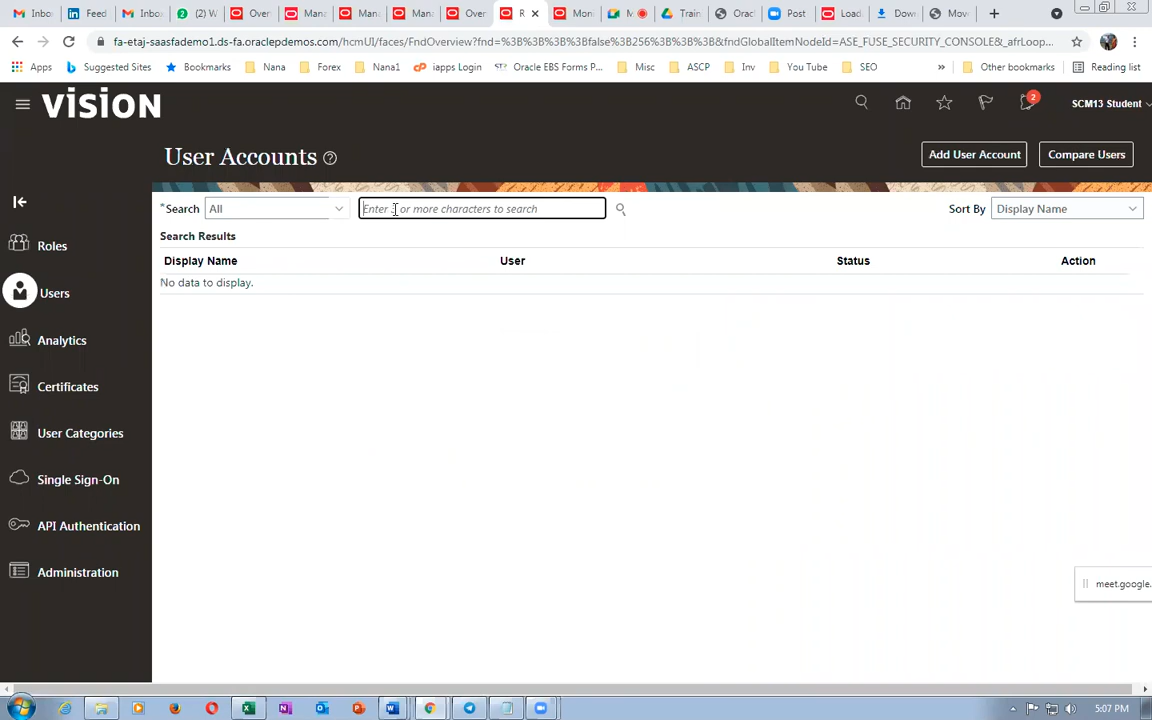 Inbo Feed Inbo 2 (2) W Over Mana Mana Man Over R Mon M Train Orac Post Load Dow Mov
fa-etaj-saasfademo1.ds-fa.oraclepdemos.com/hcmUI/faces/FndOverview?fnd=%3B%3B%3B%3Bfalse%3B256%3B%3B%3B&fndGlobalItemNodeId=ASE_FUSE_SECURITY_CONSOLE&_afrLoop...
Apps Suggested Sites Bookmarks Nana Forex Nana1 iapps Login Oracle EBS Forms P... Misc ASCP Inv You Tube SEO » Other bookmarks Reading list
VISION 2 SCM13 Student
User Accounts ? Add User Account Compare Users
*Search All Enter 3 or more characters to search Sort By Display Name
Search Results
Roles
Display Name User Status Action
No data to display.
Users
Analytics
Certificates
User Categories
Single Sign-On
API Authentication
Administration
meet.google.
5:07 PM